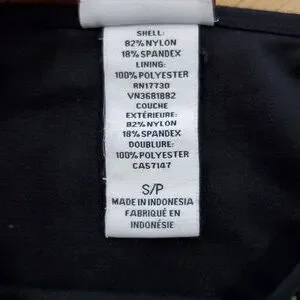 SHELL:
82% NYLON
18% SPANDEX
LINING:
100% POLYESTER
RN17730
VN3681882
COUCHE
EXTÉRIEURE:
82% NYLON
18% SPANDEX
DOUBLURE:
100% POLYESTER
CA57147
S/P
MADE IN INDONESIA
FABRIQUÉ EN
INDONÉSIE